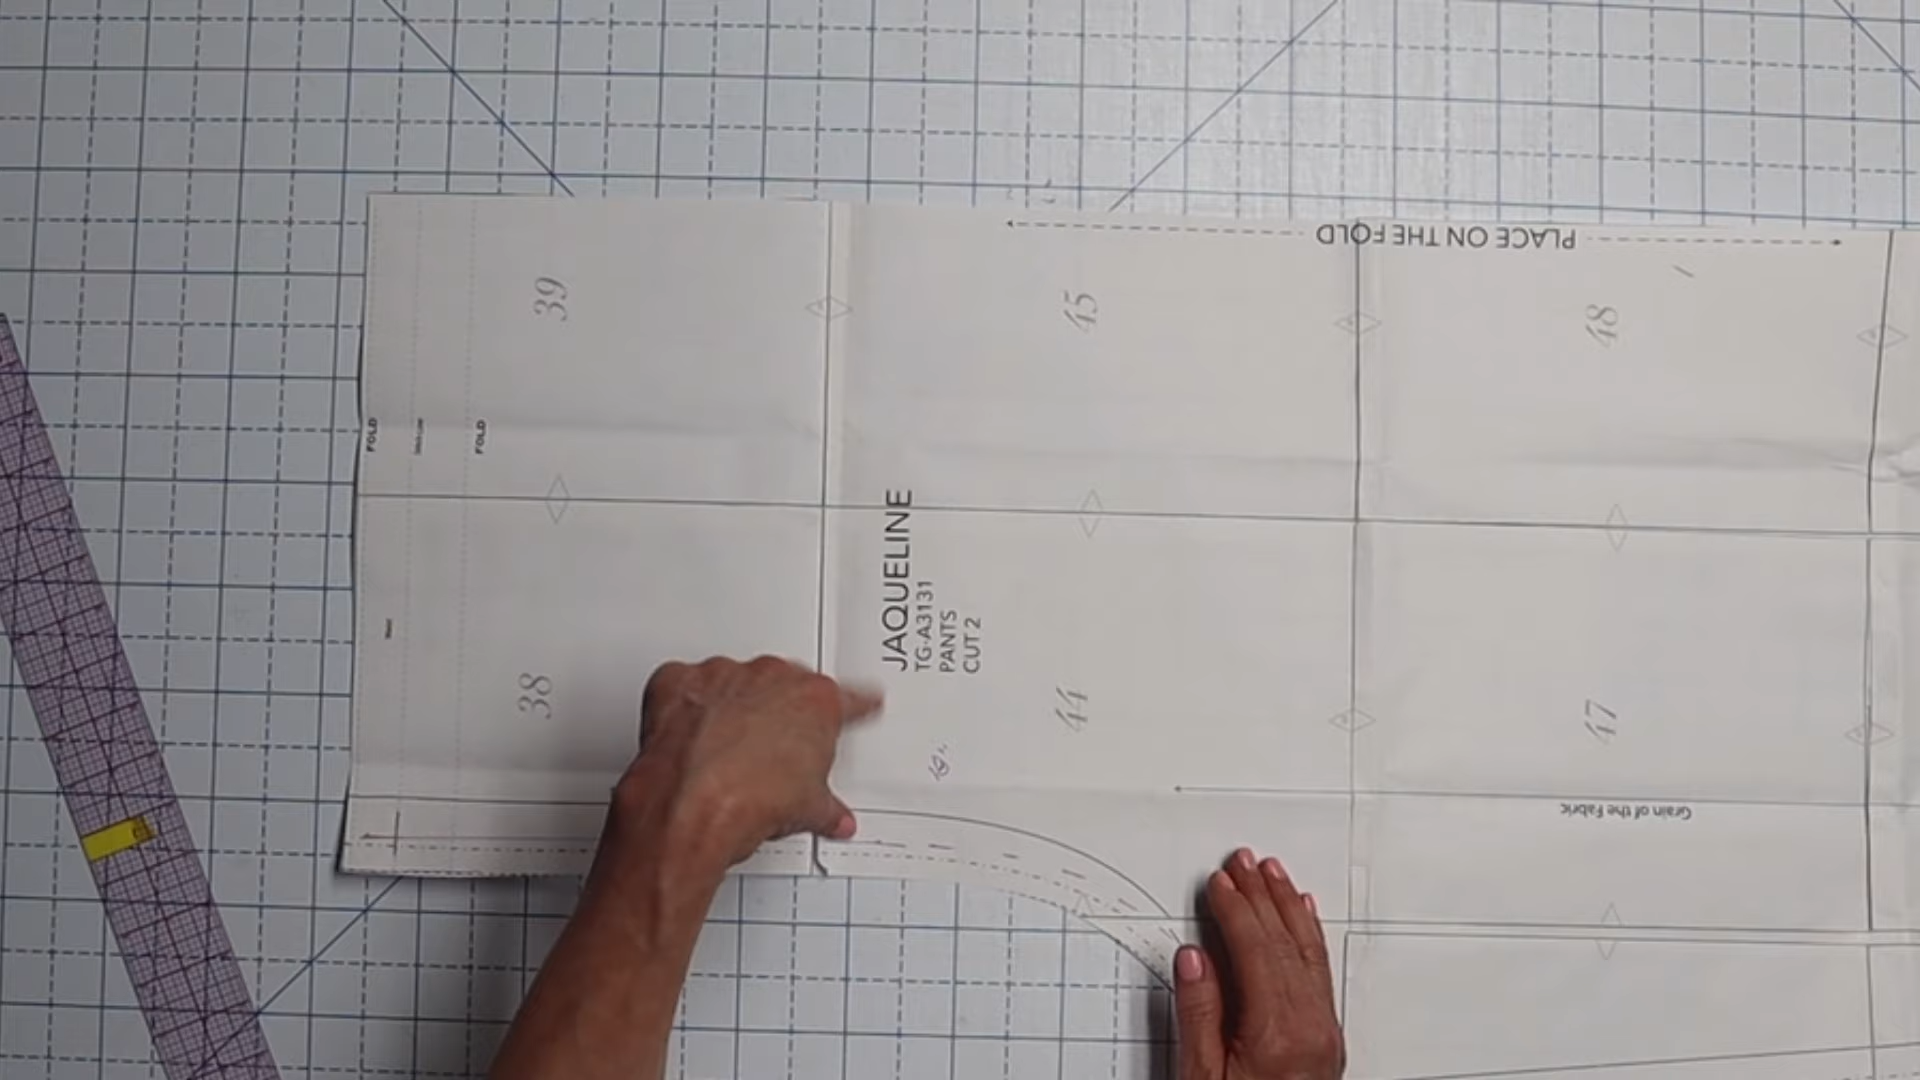 PLACE ON THE FOLD
39
45
48
FOLD
FOLD
JAQUELINE
TG-A3131
PANTS
CUT 2
38
44
47
Grain of the Fabric